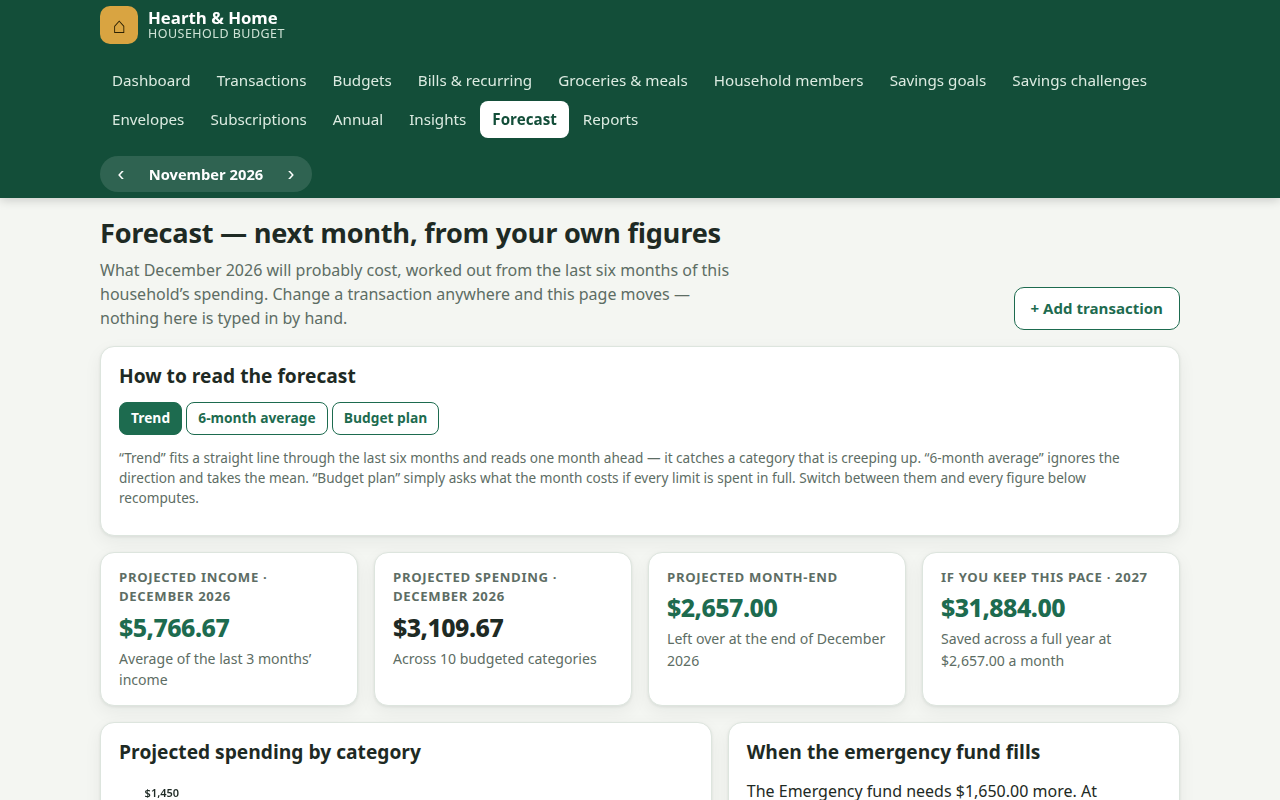 Hearth & Home
HOUSEHOLD BUDGET
Dashboard Transactions Budgets Bills & recurring Groceries & meals Household members Savings goals Savings challenges
Envelopes Subscriptions Annual Insights Forecast Reports
‹ November 2026 ›
Forecast — next month, from your own figures
What December 2026 will probably cost, worked out from the last six months of this
household’s spending. Change a transaction anywhere and this page moves —
nothing here is typed in by hand.
+ Add transaction
How to read the forecast
Trend 6-month average Budget plan
“Trend” fits a straight line through the last six months and reads one month ahead — it catches a category that is creeping up. “6-month average” ignores the
direction and takes the mean. “Budget plan” simply asks what the month costs if every limit is spent in full. Switch between them and every figure below
recomputes.
PROJECTED INCOME ·
DECEMBER 2026
$5,766.67
Average of the last 3 months’
income
PROJECTED SPENDING ·
DECEMBER 2026
$3,109.67
Across 10 budgeted categories
PROJECTED MONTH-END
$2,657.00
Left over at the end of December
2026
IF YOU KEEP THIS PACE · 2027
$31,884.00
Saved across a full year at
$2,657.00 a month
Projected spending by category
$1,450
When the emergency fund fills
The Emergency fund needs $1,650.00 more. At